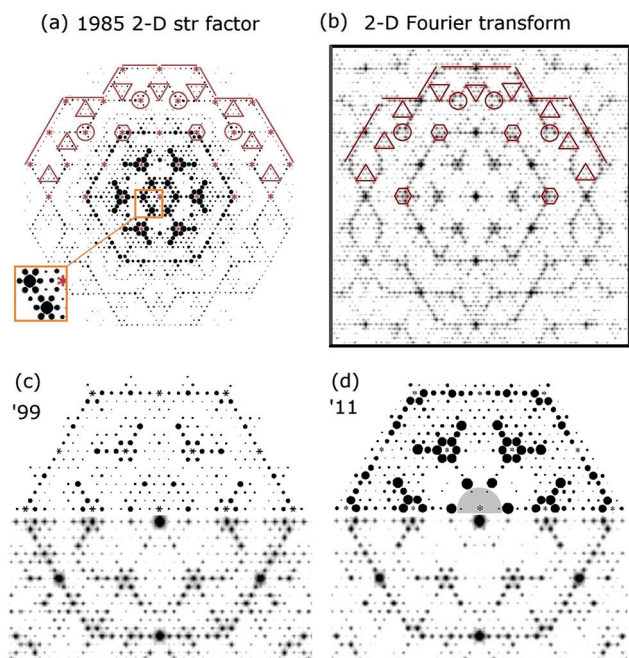 (a) 1985 2-D str factor
(b) 2-D Fourier transform
(c)
'99
(d)
'11